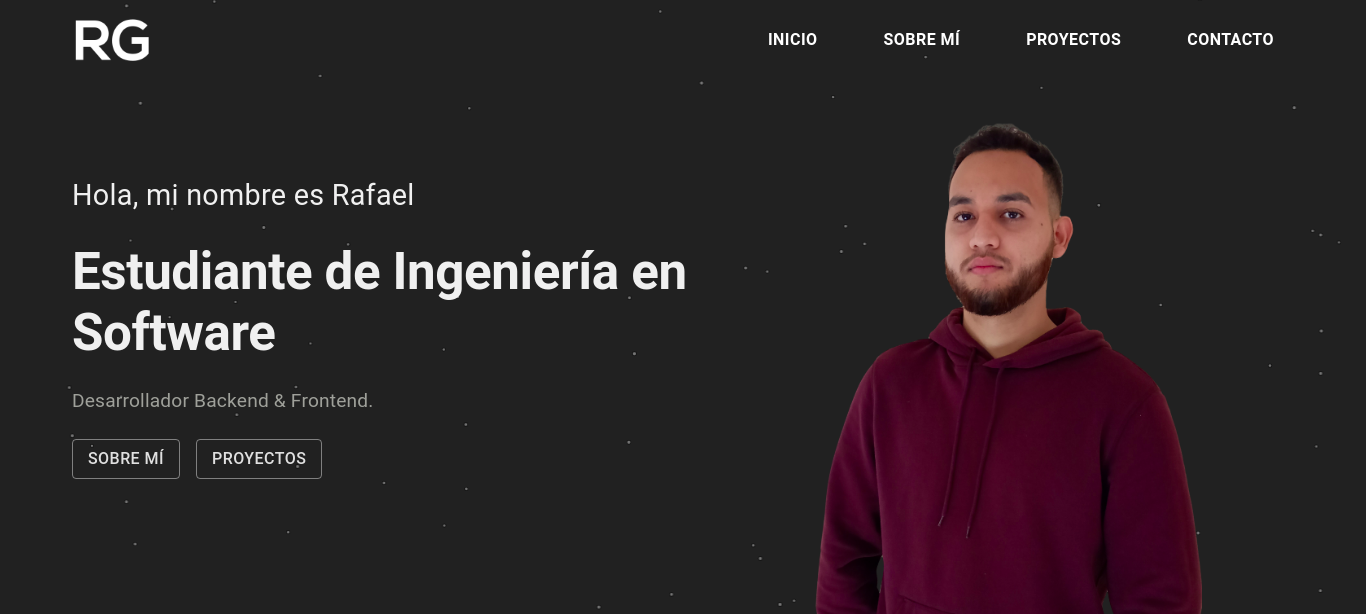 RG
INICIO SOBRE MÍ PROYECTOS CONTACTO
Hola, mi nombre es Rafael
Estudiante de Ingeniería en
Software
Desarrollador Backend & Frontend.
SOBRE MÍ PROYECTOS